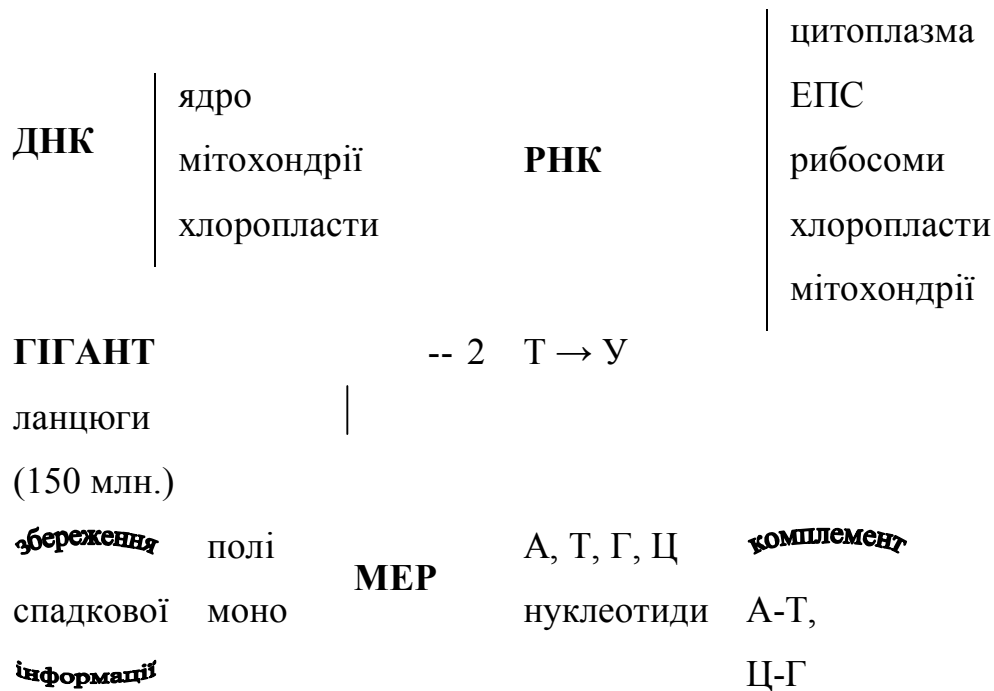 ДНК
ядро
мітохондрії
хлоропласти
РНК
цитоплазма
ЕПС
рибосоми
хлоропласти
мітохондрії
ГІГАНТ -- 2 Т → У
ланцюги
(150 млн.)
збереження полі МЕР А, Т, Г, Ц комплемент
спадкової моно нуклеотиди А-Т,
інформації Ц-Г